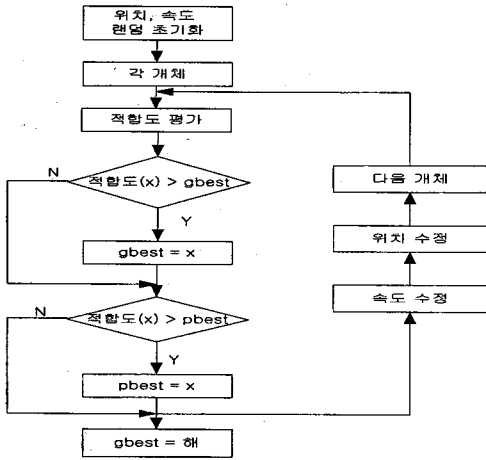 위치, 속도
랜덤 초기화
각 개체
적합도 평가
적합도(x) > gbest
N
Y
gbest = x
적합도(x) > pbest
N
Y
pbest = x
gbest = 해
다음 개체
위치 수정
속도 수정